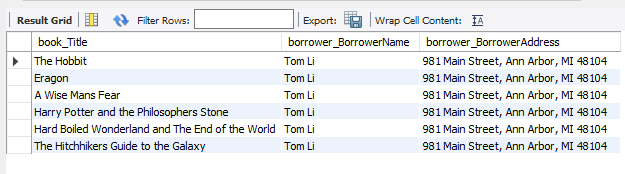 Result Grid Filter Rows: Export: Wrap Cell Content:
book_Title borrower_BorrowerName borrower_BorrowerAddress
The Hobbit Tom Li 981 Main Street, Ann Arbor, MI 48104
Eragon Tom Li 981 Main Street, Ann Arbor, MI 48104
A Wise Mans Fear Tom Li 981 Main Street, Ann Arbor, MI 48104
Harry Potter and the Philosophers Stone Tom Li 981 Main Street, Ann Arbor, MI 48104
Hard Boiled Wonderland and The End of the World Tom Li 981 Main Street, Ann Arbor, MI 48104
The Hitchhikers Guide to the Galaxy Tom Li 981 Main Street, Ann Arbor, MI 48104